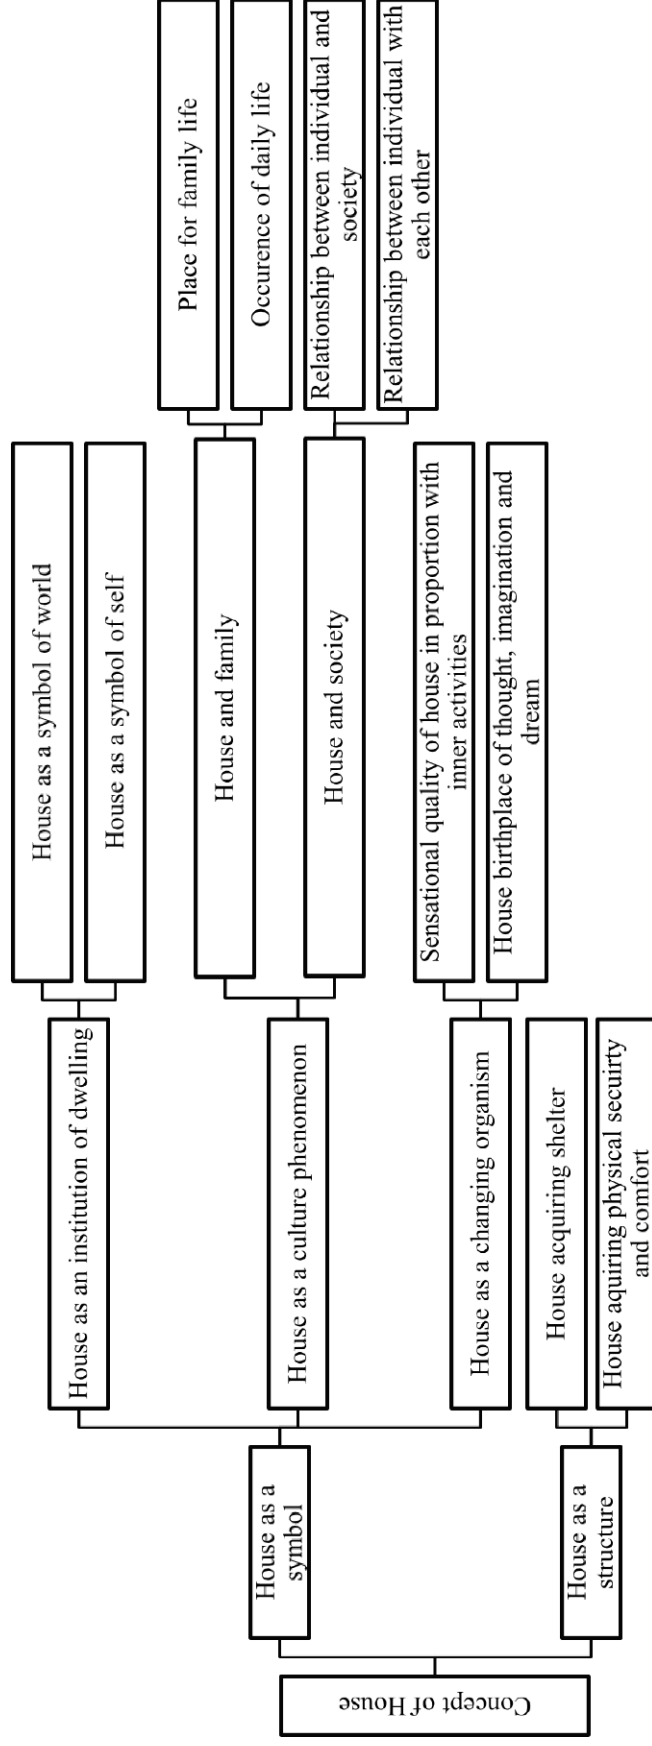 Concept of House
House as a
symbol
House as an institution of dwelling
House as a symbol of world
House as a symbol of self
House as a culture phenomenon
House and family
Place for family life
Occurence of daily life
House and society
Relationship between individual and
society
Relationship between individual with
each other
House as a changing organism
Sensational quality of house in proportion with
inner activities
House birthplace of thought, imagination and
dream
House as a
structure
House acquiring shelter
House aquiring physical secuirty
and comfort